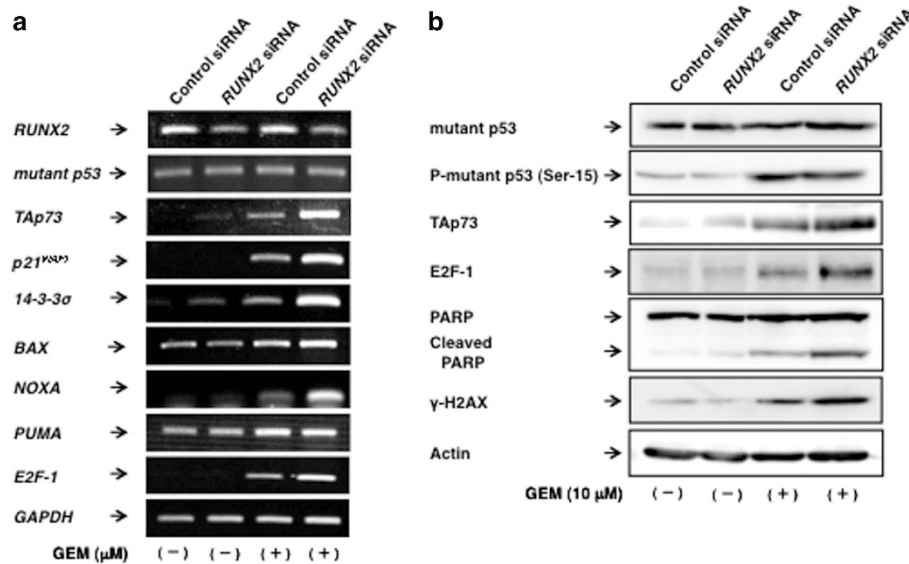 a
Control siRNA
RUNX2 siRNA
Control siRNA
RUNX2 siRNA
RUNX2
mutant p53
TAp73
p21
14-3-3σ
BAX
NOXA
PUMA
E2F-1
GAPDH
GEM (μM) (−) (−) (+) (+)
b
Control siRNA
RUNX2 siRNA
Control siRNA
RUNX2 siRNA
mutant p53
P-mutant p53 (Ser-15)
TAp73
E2F-1
PARP
Cleaved
PARP
γ-H2AX
Actin
GEM (10 μM) (−) (−) (+) (+)